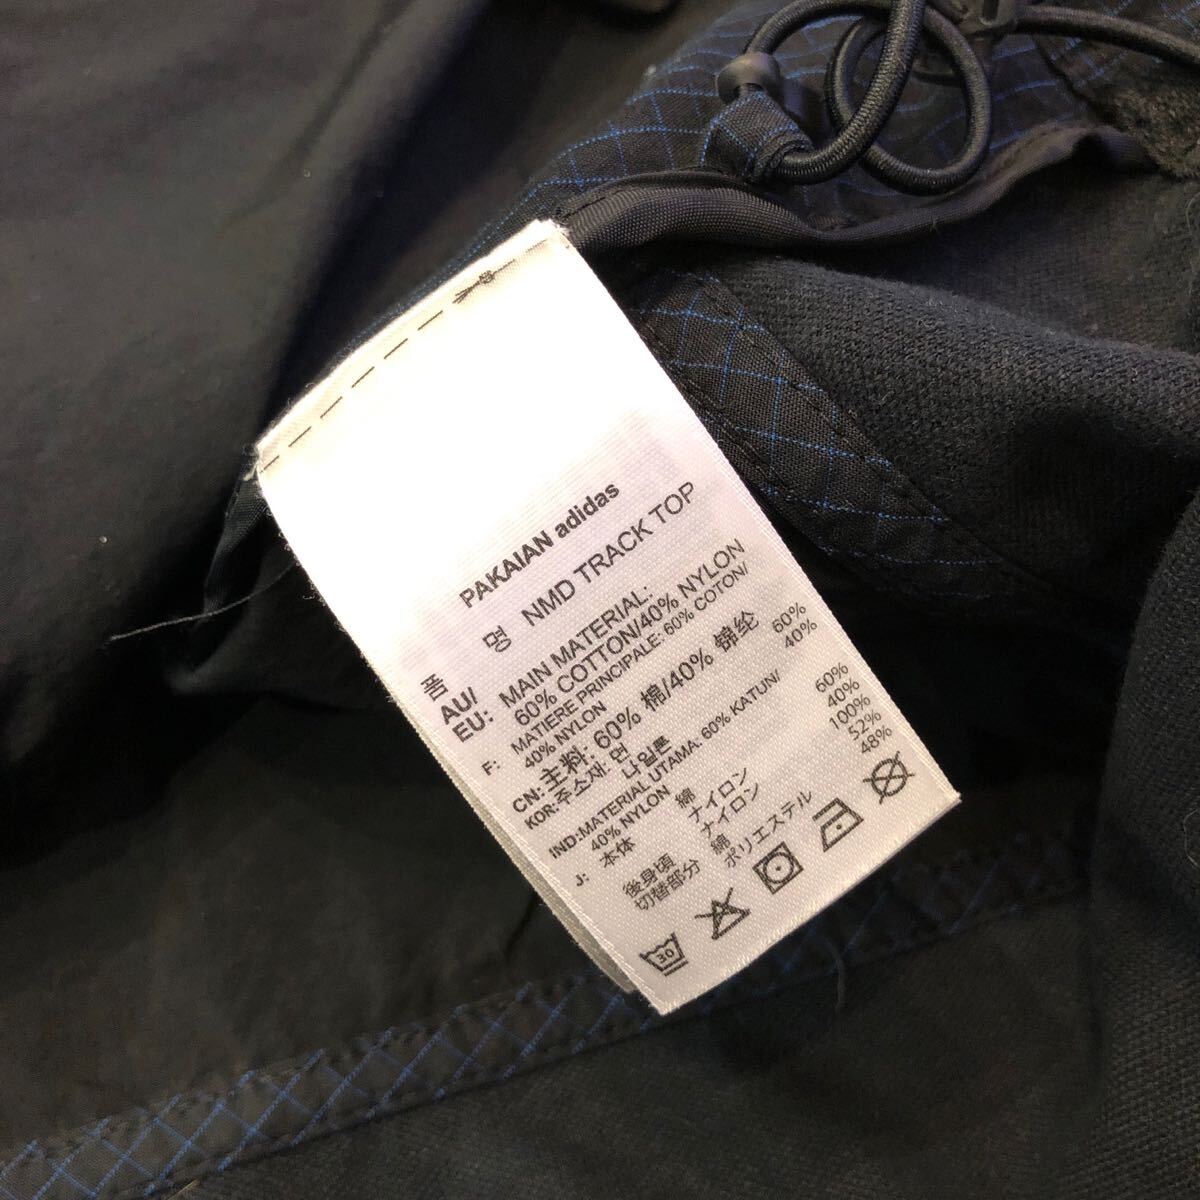 PAKAIAN adidas
품 명 NMD TRACK TOP
AU/
EU: MAIN MATERIAL:
60% COTTON/40% NYLON
F: MATIERE PRINCIPALE: 60% COTON/
40% NYLON
CN: 主料: 60% 棉/40% 锦纶
KOR: 주소재: 면 60%
나일론 40%
IND: MATERIAL UTAMA: 60% KATUN/
40% NYLON
J: 本体 綿 60%
ナイロン 40%
後身頃 ナイロン 100%
切替部分 綿 52%
ポリエステル 48%
30